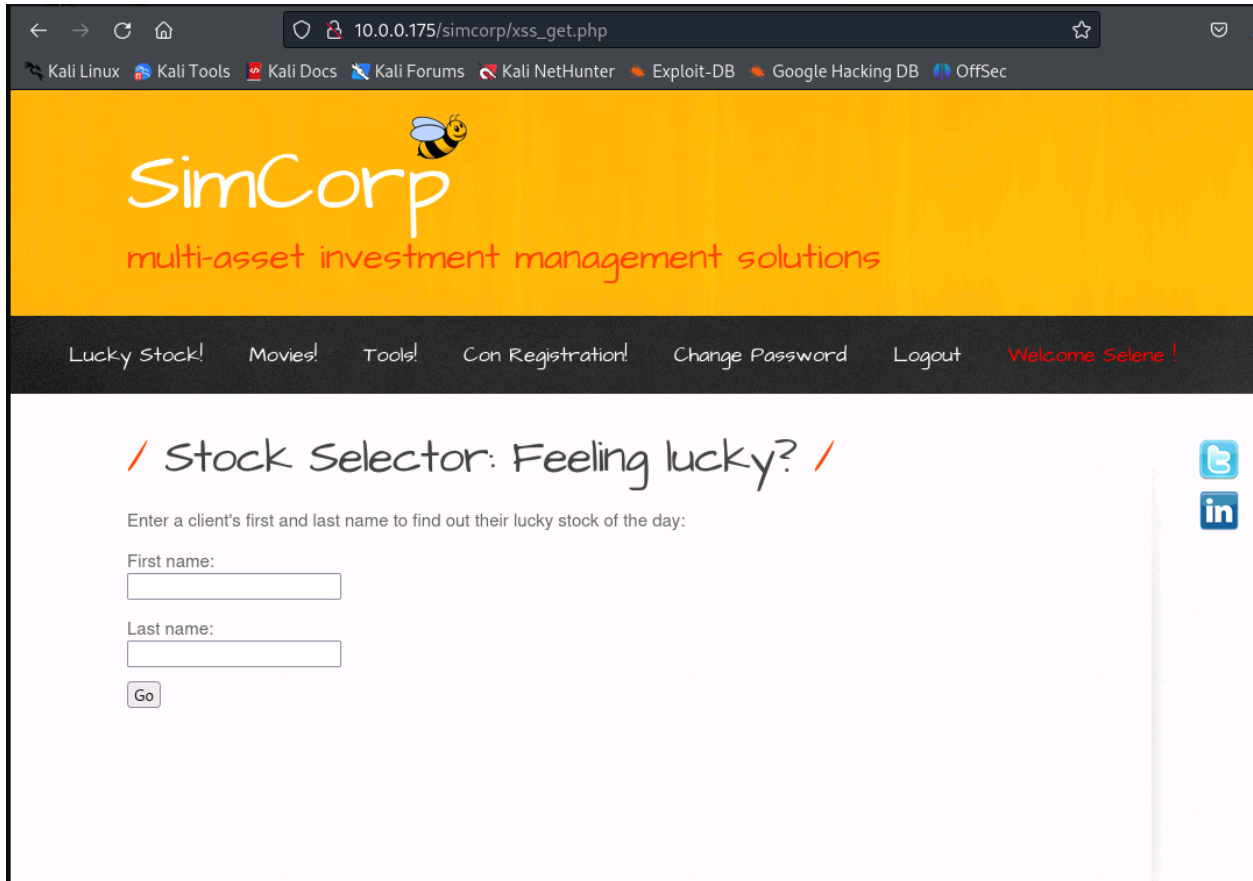 10.0.0.175/simcorp/xss_get.php
Kali Linux Kali Tools Kali Docs Kali Forums Kali NetHunter Exploit-DB Google Hacking DB OffSec
SimCorp
multi-asset investment management solutions
Lucky Stock! Movies! Tools! Con Registration! Change Password Logout Welcome Selene !
/ Stock Selector: Feeling lucky? /
Enter a client's first and last name to find out their lucky stock of the day:
First name:
Last name:
Go